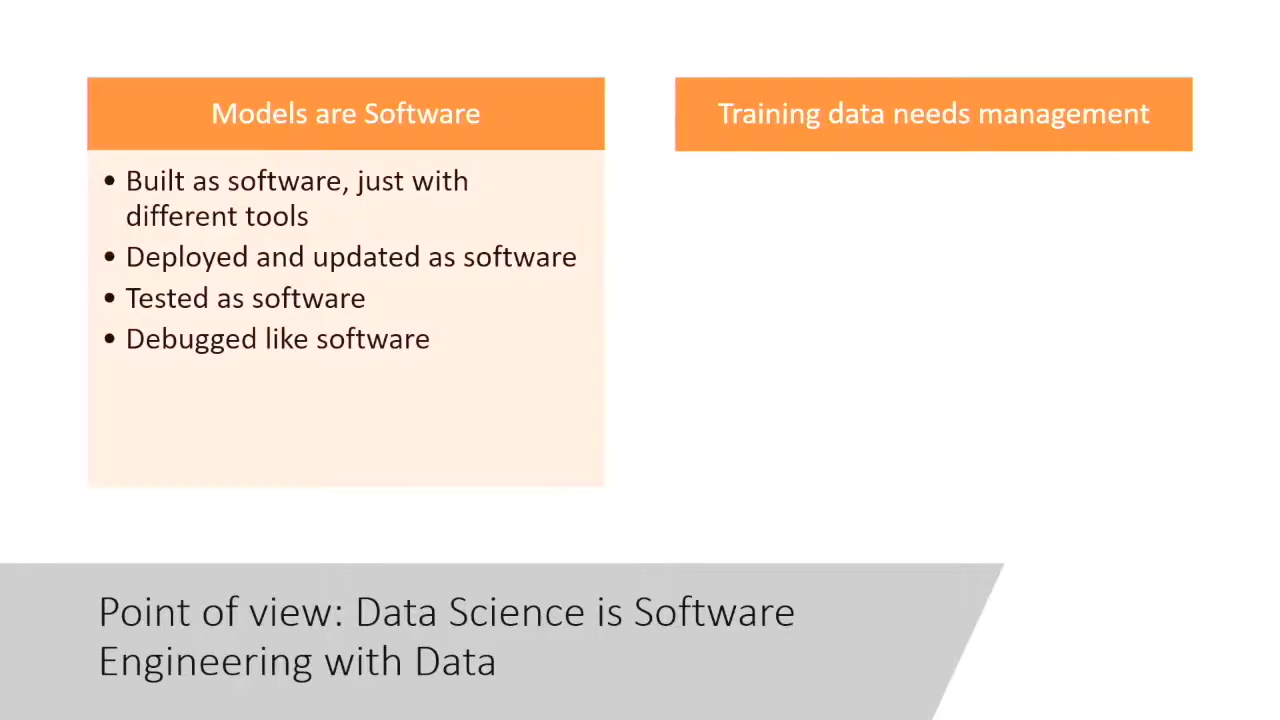 Models are Software
• Built as software, just with
different tools
• Deployed and updated as software
• Tested as software
• Debugged like software
Training data needs management
Point of view: Data Science is Software
Engineering with Data